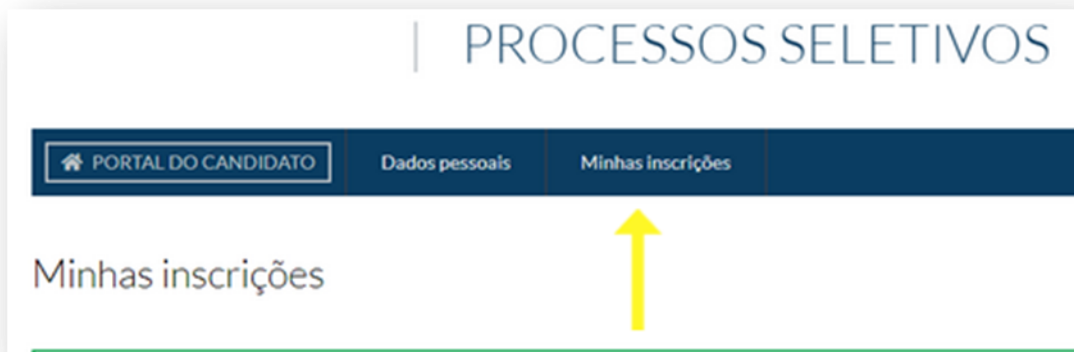 PROCESSOS SELETIVOS
PORTAL DO CANDIDATO Dados pessoais Minhas inscrições
Minhas inscrições